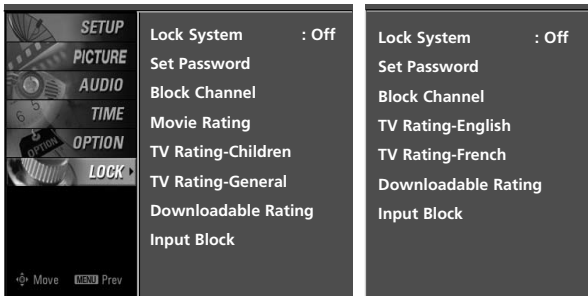 SETUP
PICTURE
AUDIO
TIME
OPTION
LOCK
Move MENU Prev
Lock System : Off
Set Password
Block Channel
Movie Rating
TV Rating-Children
TV Rating-General
Downloadable Rating
Input Block
Lock System : Off
Set Password
Block Channel
TV Rating-English
TV Rating-French
Downloadable Rating
Input Block